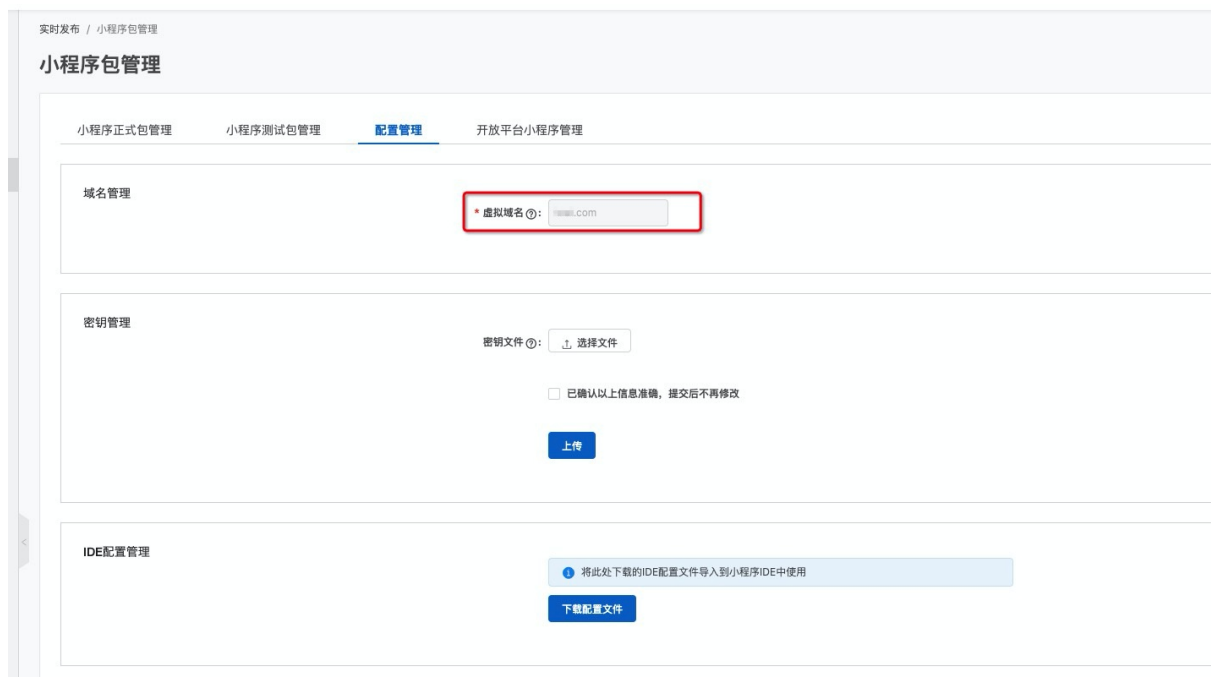 实时发布 / 小程序包管理
小程序包管理
小程序正式包管理 小程序测试包管理 配置管理 开放平台小程序管理
域名管理
* 虚拟域名?: .com
密钥管理
密钥文件?: 选择文件
已确认以上信息准确，提交后不再修改
上传
IDE配置管理
将此处下载的IDE配置文件导入到小程序IDE中使用
下载配置文件